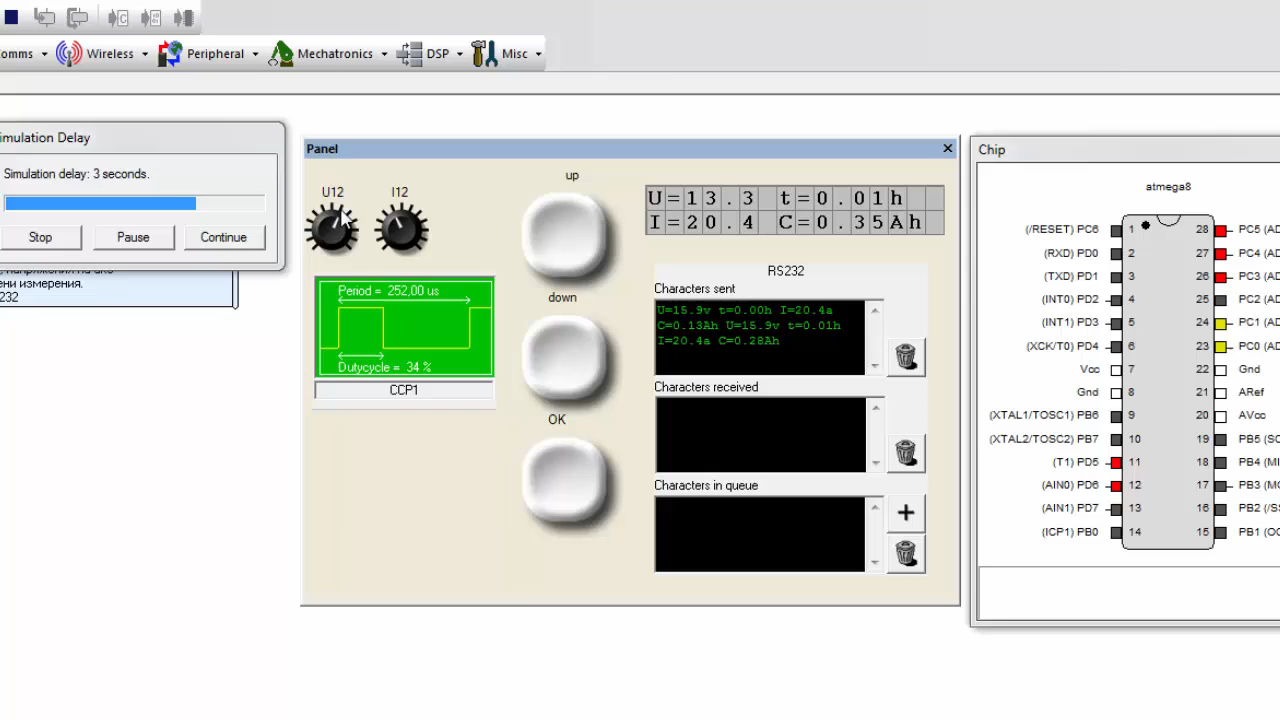 omms Wireless Peripheral Mechatronics DSP Misc
imulation Delay
Simulation delay: 3 seconds.
Stop Pause Continue
ени измерения.
232
Panel
U12 I12
Period = 252,00 us
Dutycycle = 34 %
CCP1
up
down
OK
U=13.3 t=0.01h
I=20.4 C=0.35Ah
RS232
Characters sent
U=15.9v t=0.00h I=20.4a
C=0.13Ah U=15.9v t=0.01h
I=20.4a C=0.28Ah
Characters received
Characters in queue
Chip
atmega8
(/RESET) PC6 1 28 PC5 (AD
(RXD) PD0 2 27 PC4 (AD
(TXD) PD1 3 26 PC3 (AD
(INT0) PD2 4 25 PC2 (AD
(INT1) PD3 5 24 PC1 (AD
(XCK/T0) PD4 6 23 PC0 (AD
Vcc 7 22 Gnd
Gnd 8 21 ARef
(XTAL1/TOSC1) PB6 9 20 AVcc
(XTAL2/TOSC2) PB7 10 19 PB5 (SC
(T1) PD5 11 18 PB4 (MI
(AIN0) PD6 12 17 PB3 (MO
(AIN1) PD7 13 16 PB2 (/SS
(ICP1) PB0 14 15 PB1 (OC